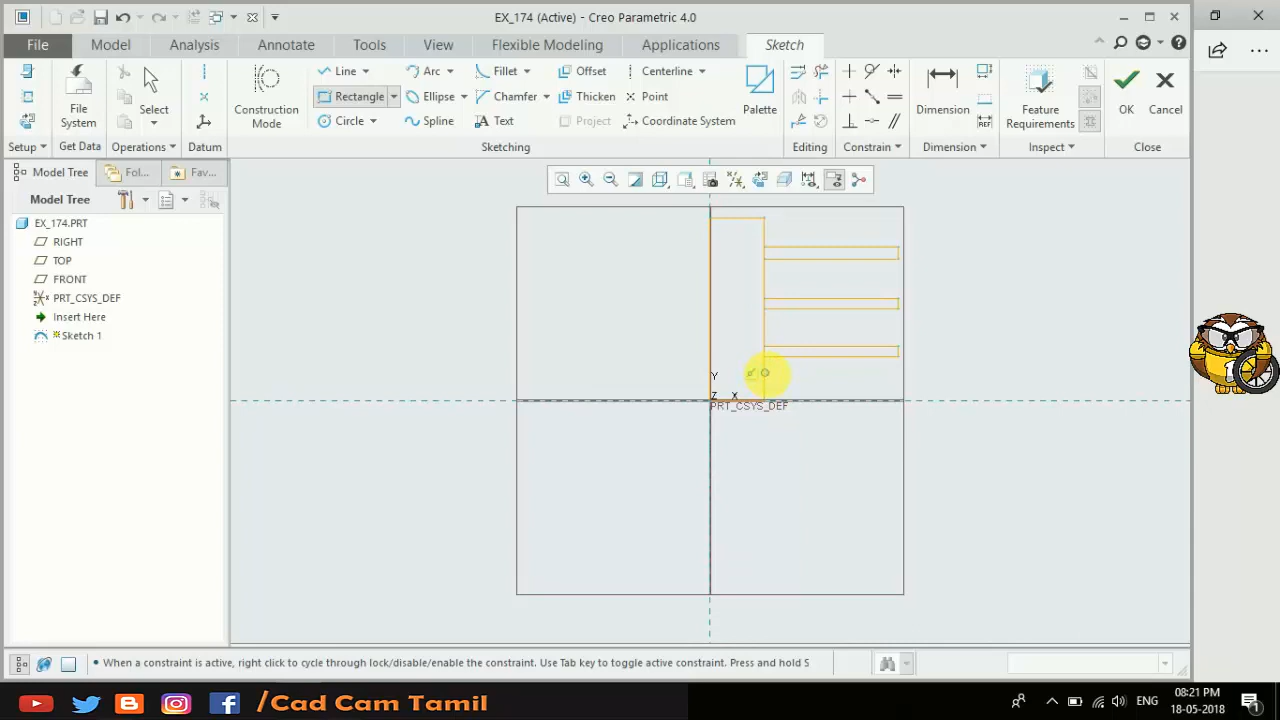 EX_174 (Active) - Creo Parametric 4.0
File Model Analysis Annotate Tools View Flexible Modeling Applications Sketch
Line Arc Fillet Offset Centerline
Rectangle Ellipse Chamfer Thicken Point
Circle Spline Text Project Coordinate System
File System
Select
Construction Mode
Palette
Dimension
Feature Requirements
OK
Cancel
Setup Get Data Operations Datum Sketching Editing Constrain Dimension Inspect Close
Model Tree Fol... Fav...
Model Tree
EX_174.PRT
RIGHT
TOP
FRONT
PRT_CSYS_DEF
Insert Here
Sketch 1
Y
Z X
PRT_CSYS_DEF
• When a constraint is active, right click to cycle through lock/disable/enable the constraint. Use Tab key to toggle active constraint. Press and hold S
/Cad Cam Tamil
ENG
08:21 PM
18-05-2018
1